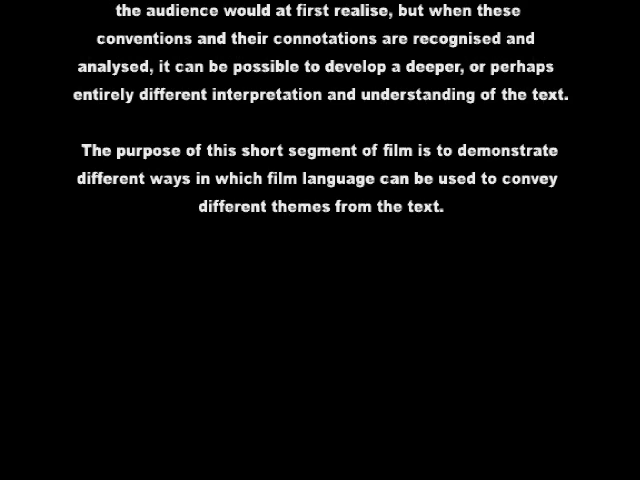 the audience would at first realise, but when these
conventions and their connotations are recognised and
analysed, it can be possible to develop a deeper, or perhaps
entirely different interpretation and understanding of the text.
The purpose of this short segment of film is to demonstrate
different ways in which film language can be used to convey
different themes from the text.